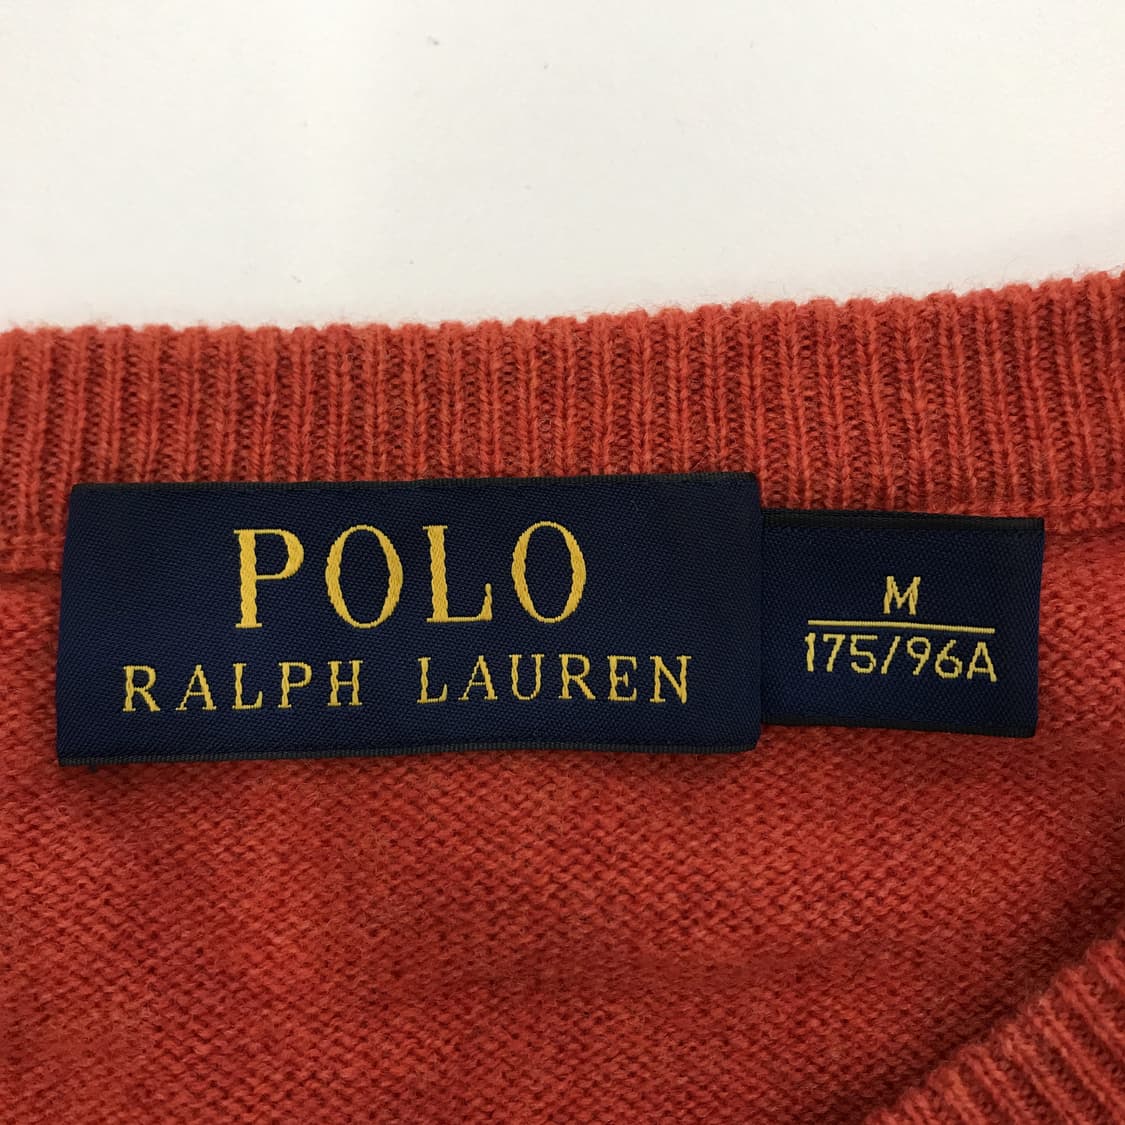 POLO
RALPH LAUREN
M
175/96A